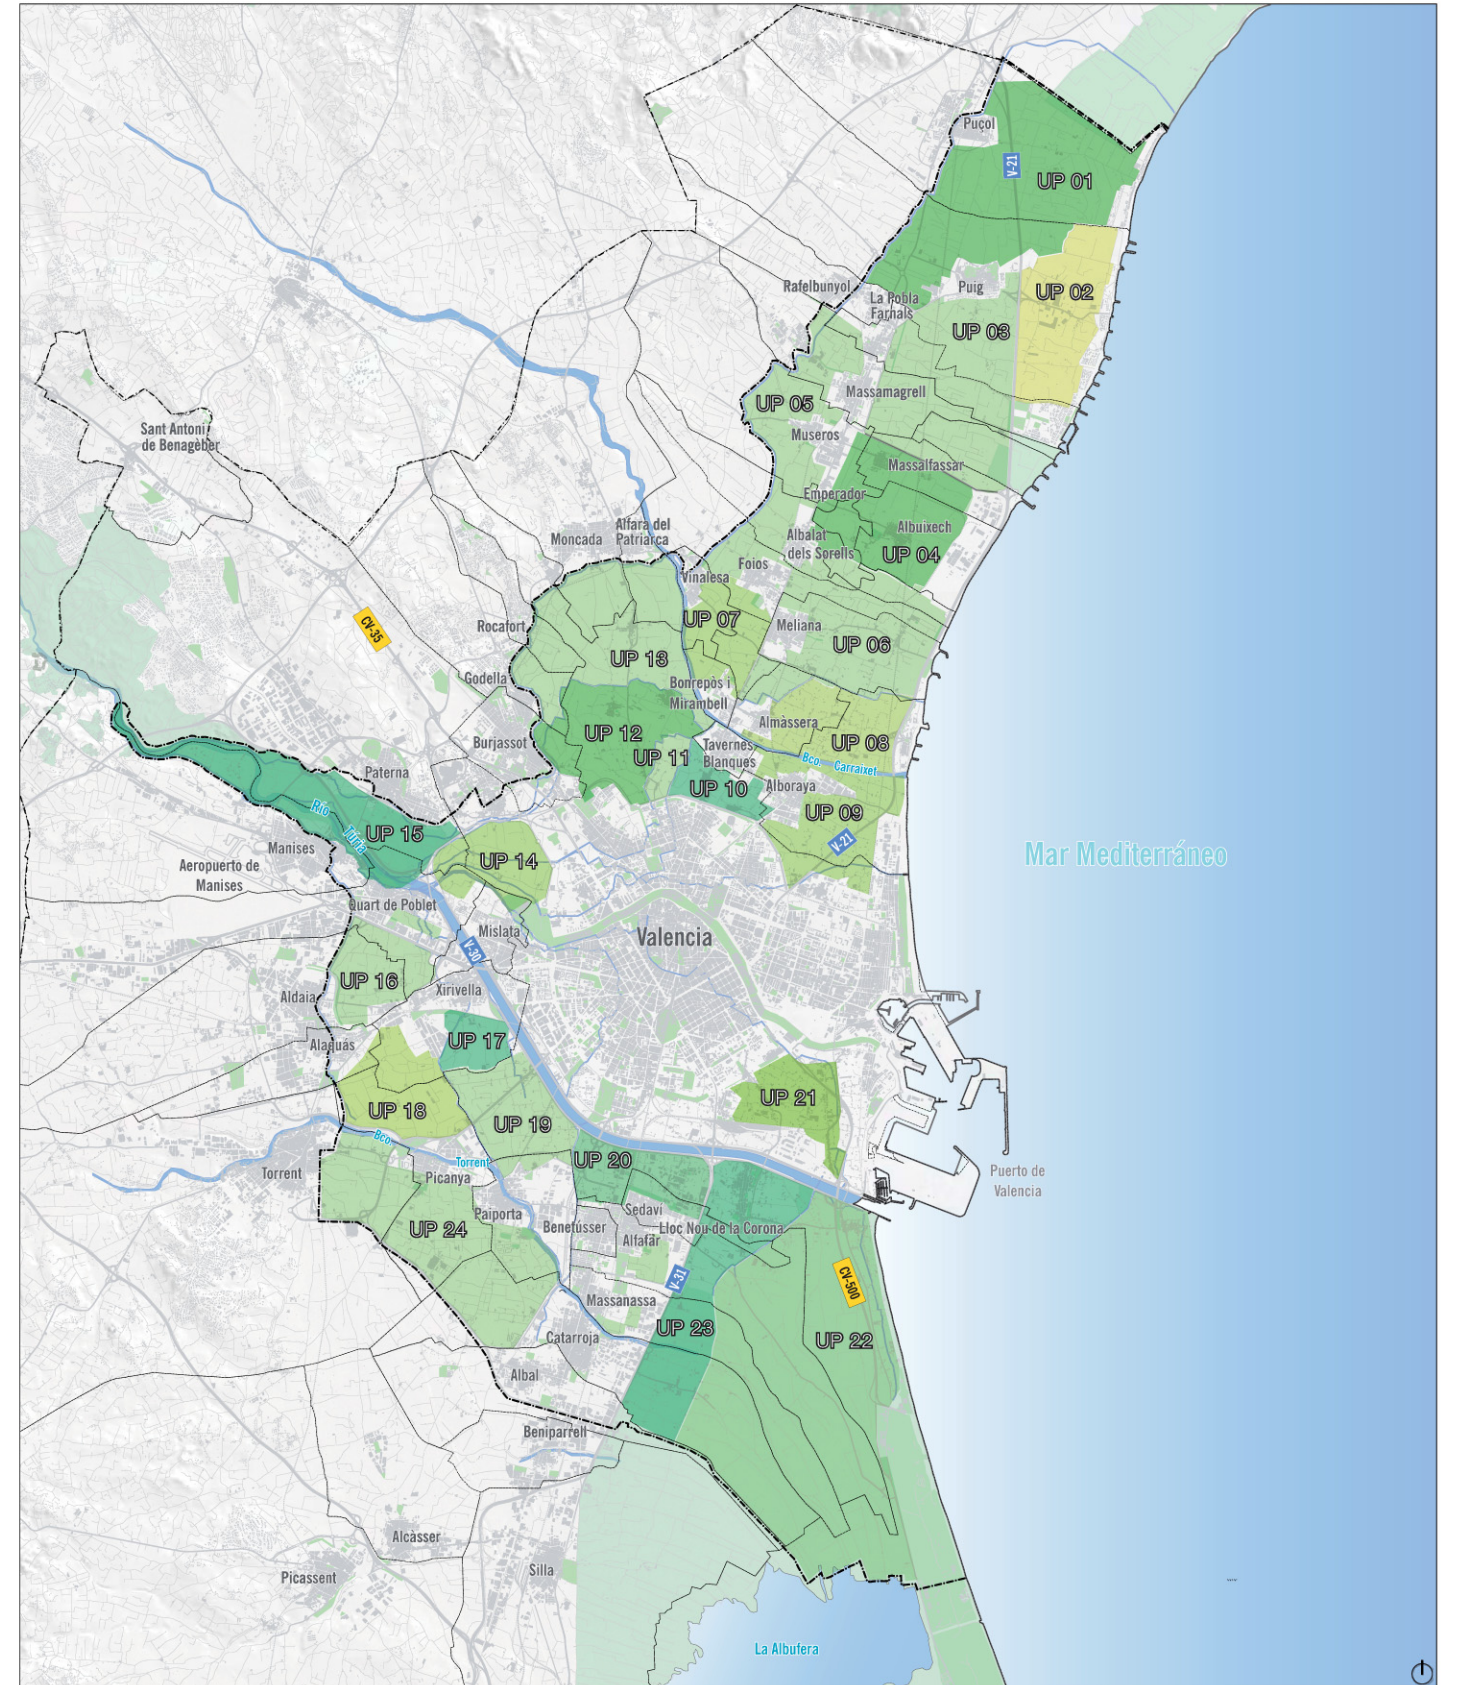 Puçol
V-21
UP 01
Rafelbunyol
La Pobla
Farnals
Puig
UP 02
UP 03
Massamagrell
UP 05
Museros
Sant Antoni
de Benagéber
Massalfassar
Emperador
Albuixech
UP 04
Alfara del
Patriarca
Moncada
Albalat
dels Sorells
Foios
Vinalesa
CV-35
UP 07
Meliana
Rocafort
UP 06
UP 13
Godella
Bonrepòs i
Mirambell
Almàssera
UP 12
Burjassot
UP 08
UP 11
Tavernes
Blanques
Bco. Carraixet
Paterna
UP 10
Alboraya
UP 09
Río Túria
UP 15
V-21
Manises
Mar Mediterráneo
Aeropuerto de
Manises
UP 14
Quart de Poblet
Mislata
Valencia
V-30
UP 16
Xirivella
Aldaia
Alaquás
UP 17
UP 18
UP 21
UP 19
Bco. Torrent
UP 20
Torrent
Picanya
Puerto de
Valencia
Paiporta
Sedaví
UP 24
Benetússer
Lloc Nou de la Corona
Alfafar
V-31
CV-500
Massanassa
UP 23
UP 22
Catarroja
Albal
Beniparrell
Alcàsser
Silla
Picassent
La Albufera